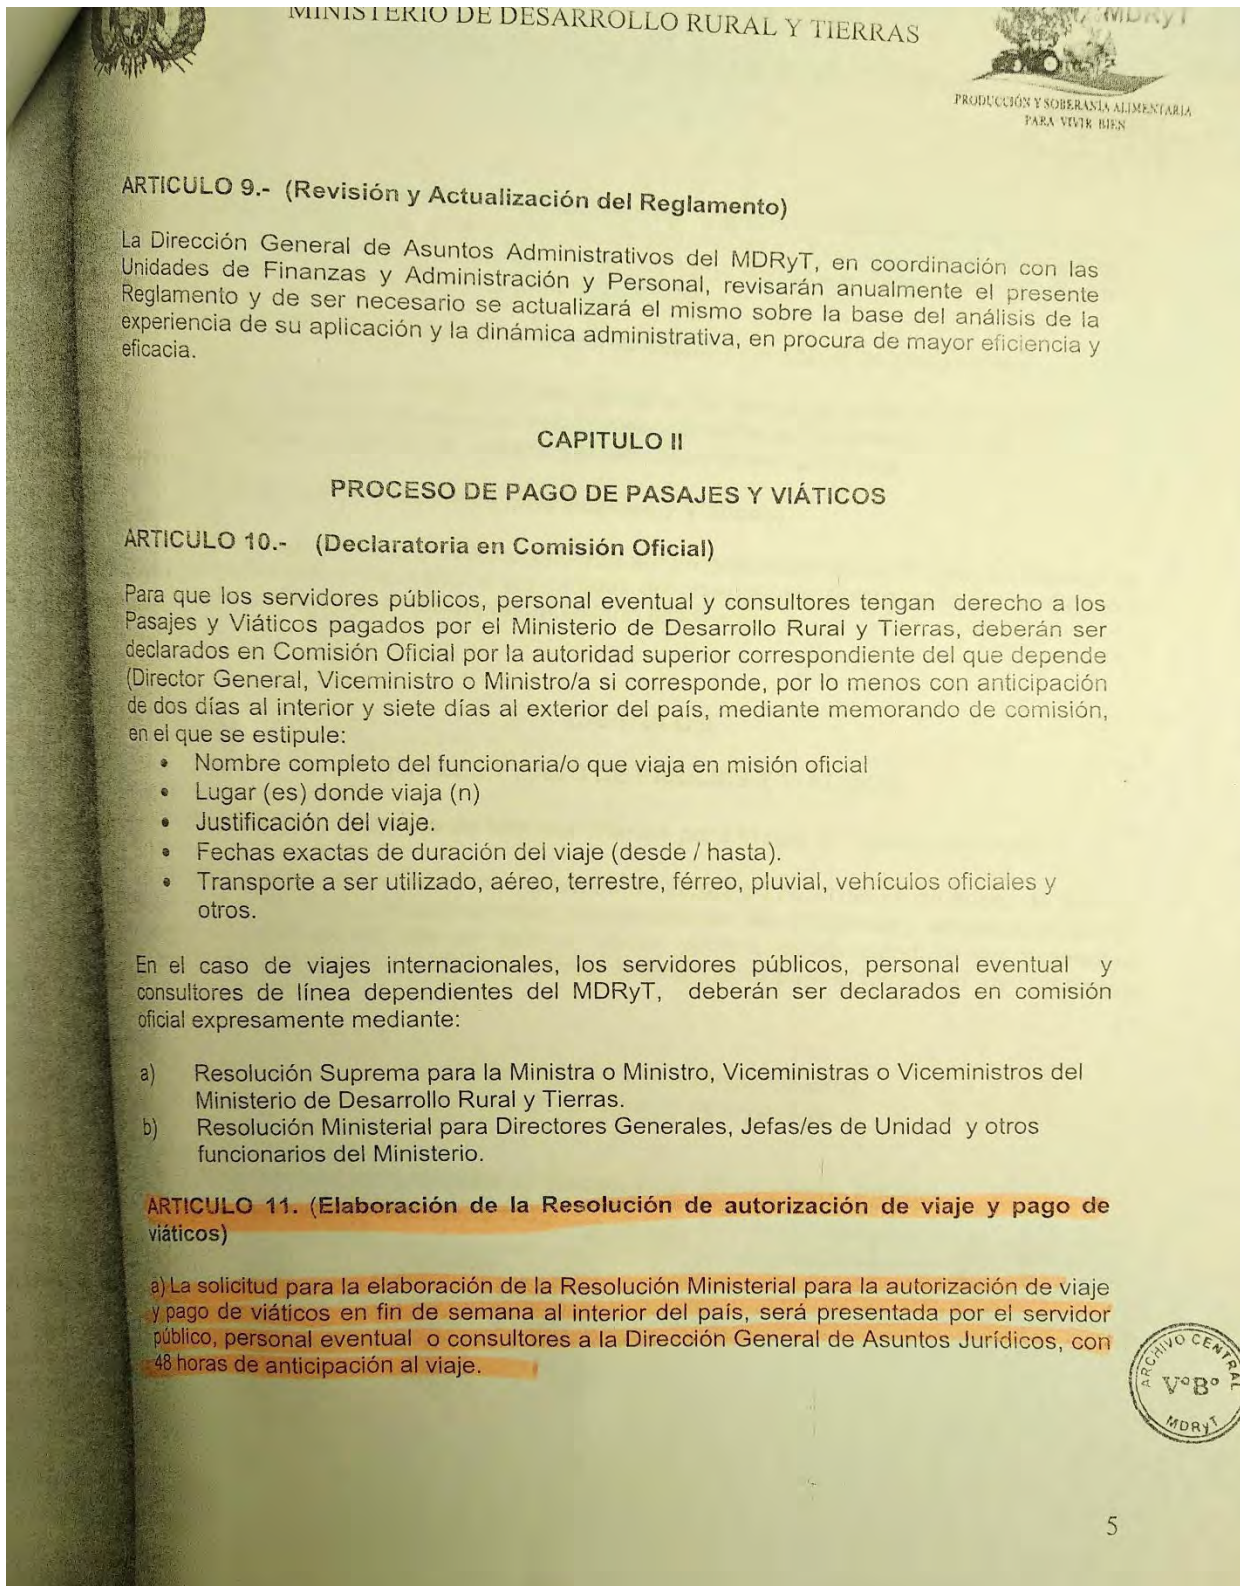 MINISTERIO DE DESARROLLO RURAL Y TIERRAS
MDRyT
PRODUCCIÓN Y SOBERANÍA ALIMENTARIA
PARA VIVIR BIEN
ARTICULO 9.- (Revisión y Actualización del Reglamento)
La Dirección General de Asuntos Administrativos del MDRyT, en coordinación con las
Unidades de Finanzas y Administración y Personal, revisarán anualmente el presente
Reglamento y de ser necesario se actualizará el mismo sobre la base del análisis de la
experiencia de su aplicación y la dinámica administrativa, en procura de mayor eficiencia y
eficacia.
CAPITULO II
PROCESO DE PAGO DE PASAJES Y VIÁTICOS
ARTICULO 10.- (Declaratoria en Comisión Oficial)
Para que los servidores públicos, personal eventual y consultores tengan derecho a los
Pasajes y Viáticos pagados por el Ministerio de Desarrollo Rural y Tierras, deberán ser
declarados en Comisión Oficial por la autoridad superior correspondiente del que depende
(Director General, Viceministro o Ministro/a si corresponde, por lo menos con anticipación
de dos días al interior y siete días al exterior del país, mediante memorando de comisión,
en el que se estipule:
• Nombre completo del funcionaria/o que viaja en misión oficial
• Lugar (es) donde viaja (n)
• Justificación del viaje.
• Fechas exactas de duración del viaje (desde / hasta).
• Transporte a ser utilizado, aéreo, terrestre, férreo, pluvial, vehículos oficiales y
otros.
En el caso de viajes internacionales, los servidores públicos, personal eventual y
consultores de línea dependientes del MDRyT, deberán ser declarados en comisión
oficial expresamente mediante:
a) Resolución Suprema para la Ministra o Ministro, Viceministras o Viceministros del
Ministerio de Desarrollo Rural y Tierras.
b) Resolución Ministerial para Directores Generales, Jefas/es de Unidad y otros
funcionarios del Ministerio.
ARTICULO 11. (Elaboración de la Resolución de autorización de viaje y pago de
viáticos)
a) La solicitud para la elaboración de la Resolución Ministerial para la autorización de viaje
y pago de viáticos en fin de semana al interior del país, será presentada por el servidor
público, personal eventual o consultores a la Dirección General de Asuntos Jurídicos, con
48 horas de anticipación al viaje.
ARCHIVO CENTRAL
V°B°
MDRyT
5